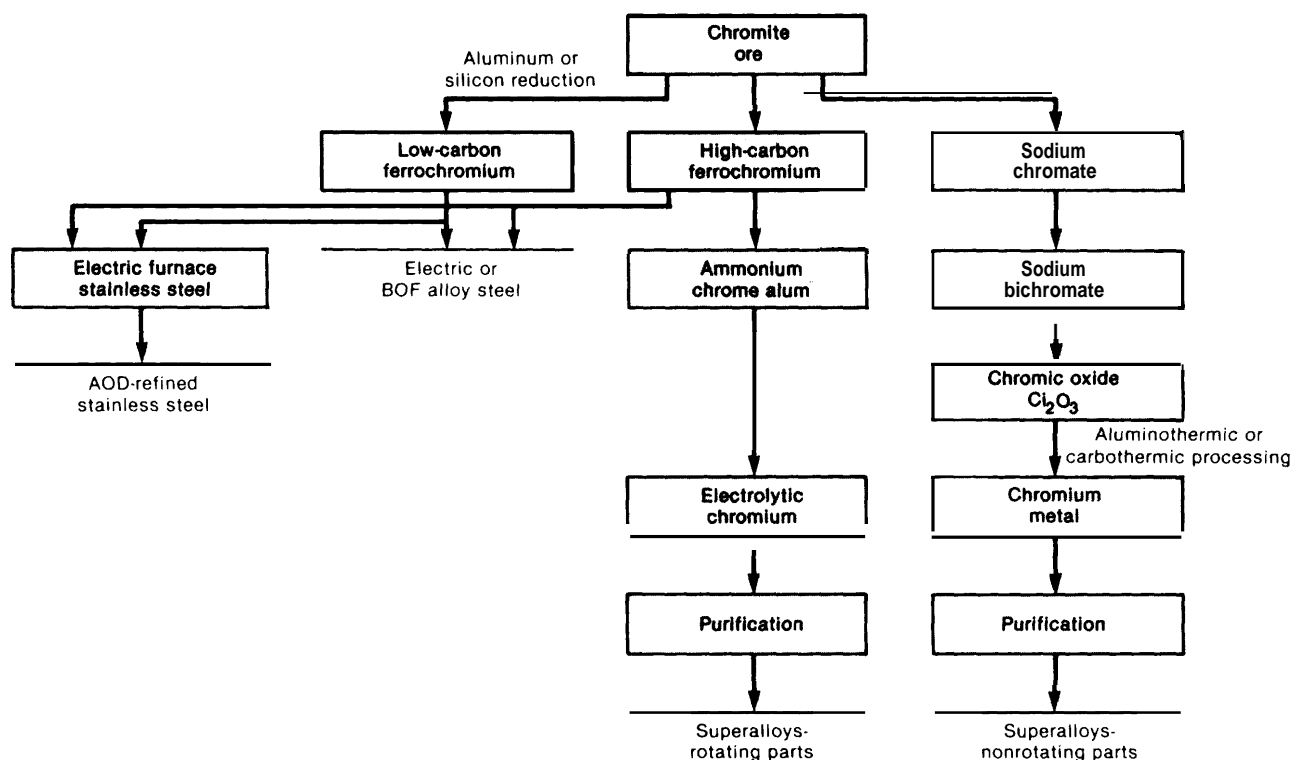 Chromite
ore
Aluminum or
silicon reduction
Low-carbon
ferrochromium
High-carbon
ferrochromium
Sodium
chromate
Electric furnace
stainless steel
Electric or
BOF alloy steel
Ammonium
chrome alum
Sodium
bichromate
AOD-refined
stainless steel
Chromic oxide
Ci₂O₃
Aluminothermic or
carbothermic processing
Electrolytic
chromium
Chromium
metal
Purification
Purification
Superalloys-
rotating parts
Superalloys-
nonrotating parts